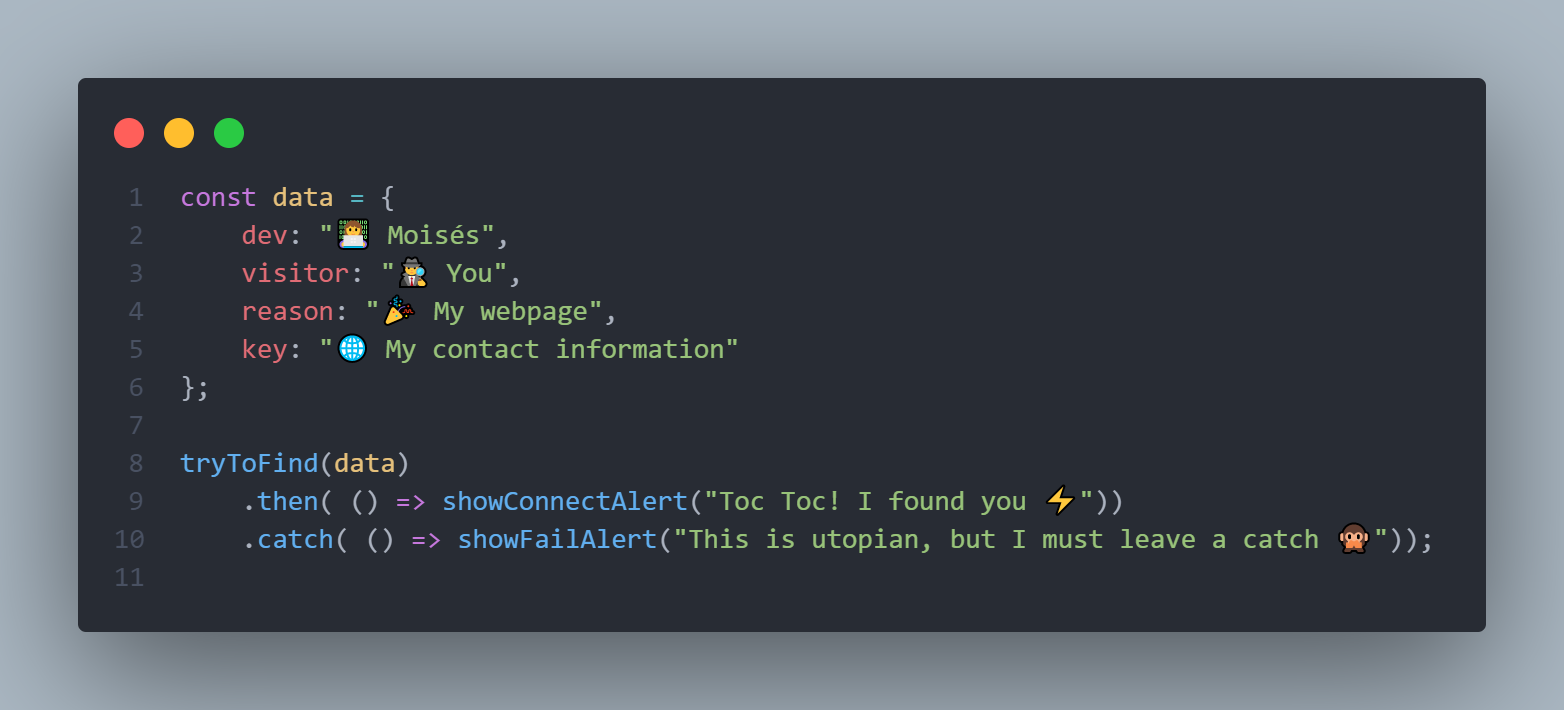 1 const data = {
2     dev: "👨‍💻 Moisés",
3     visitor: "🕵️ You",
4     reason: "🎉 My webpage",
5     key: "🌐 My contact information"
6 };
7
8 tryToFind(data)
9     .then( () => showConnectAlert("Toc Toc! I found you ⚡"))
10     .catch( () => showFailAlert("This is utopian, but I must leave a catch 🙊"));
11